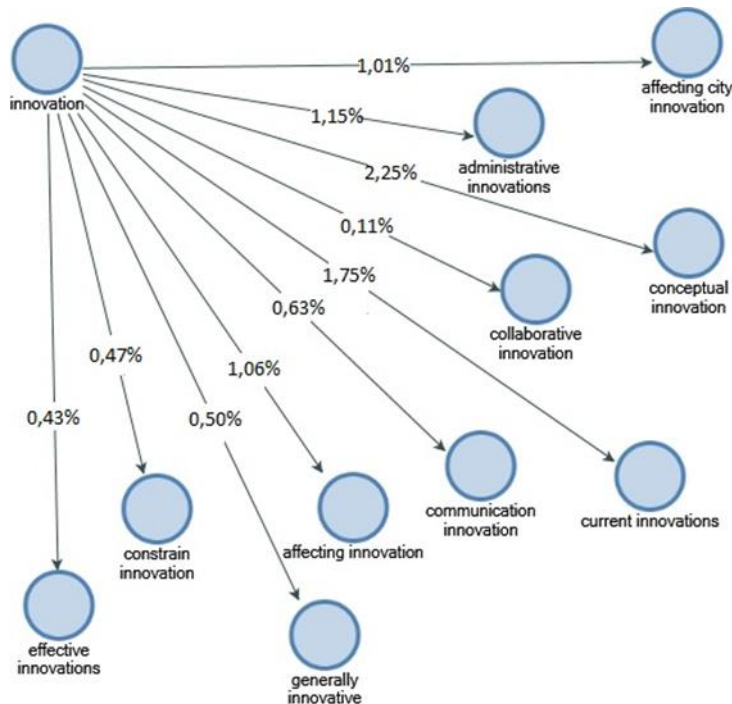 innovation
1,01%
affecting city
innovation
1,15%
administrative
innovations
2,25%
conceptual
innovation
0,11%
collaborative
innovation
1,75%
current innovations
0,63%
communication
innovation
1,06%
affecting innovation
0,50%
generally
innovative
0,47%
constrain
innovation
0,43%
effective
innovations